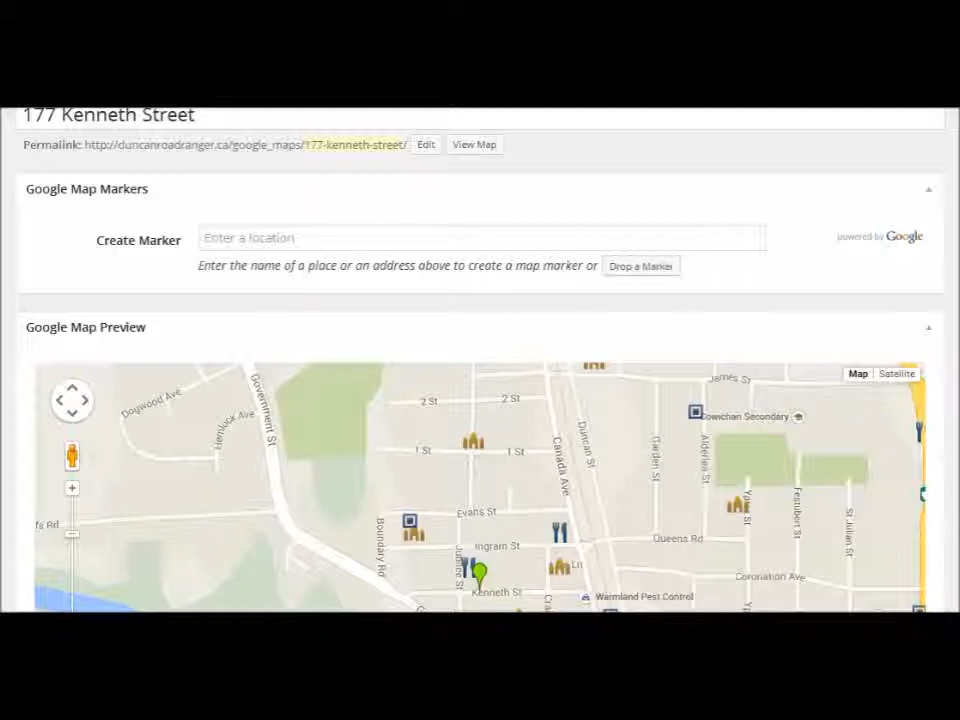 177 Kenneth Street
Permalink: http://duncanroadranger.ca/google_maps/177-kenneth-street/ Edit View Map
Google Map Markers
Create Marker Enter a location powered by Google
Enter the name of a place or an address above to create a map marker or Drop a Marker
Google Map Preview
Map Satellite
James St
Dogwood Ave
Government St
Hemlock Ave
2 St 2 St
Cowichan Secondary
Duncan St
Canada Ave
Garden St
Alderlea St
1 St 1 St
Festubert St
St Julian St
Evans St
fa Rd
Boundary Rd
Queens Rd
Ingram St
Jubilee St
Ln
Coronation Ave
Kenneth St
Warmland Pest Control